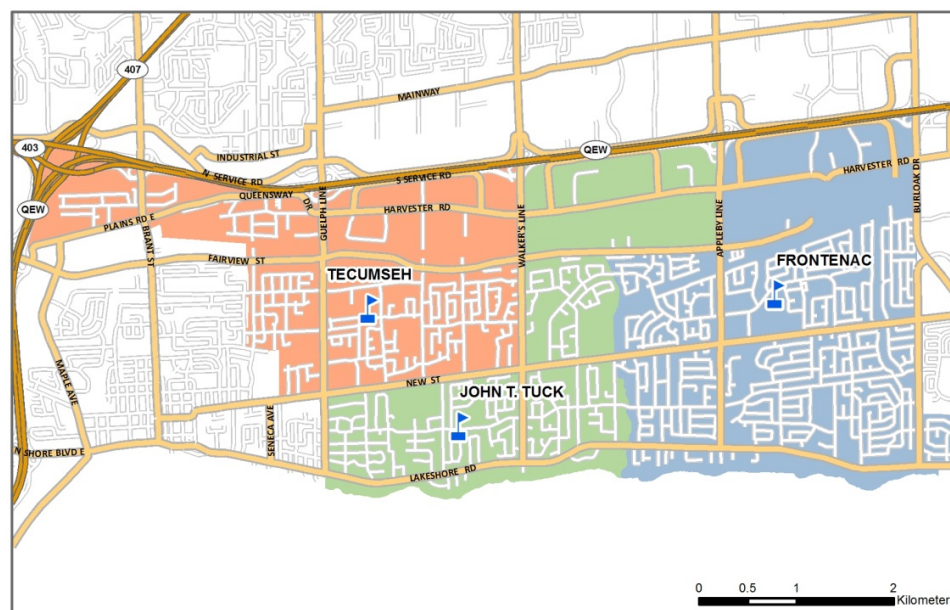 407
MAINWAY
403
INDUSTRIAL ST
QEW
N SERVICE RD
S SERVICE RD
HARVESTER RD
QUEENSWAY DR
QEW
HARVESTER RD
PLAINS RD E
BRANT ST
GUELPH LINE
WALKER'S LINE
APPLEBY LINE
BURLOAK DR
FAIRVIEW ST
TECUMSEH
FRONTENAC
MAPLE AVE
NEW ST
JOHN T. TUCK
SENECA AVE
N SHORE BLVD E
LAKESHORE RD
0 0.5 1 2
Kilometer